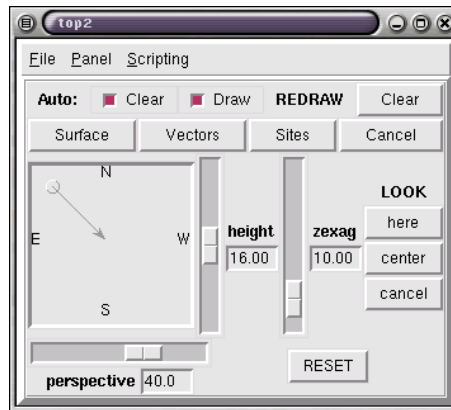 top2
File Panel Scripting
Auto: Clear Draw REDRAW Clear
Surface Vectors Sites Cancel
N
E W
S
height
16.00
zexag
10.00
LOOK
here
center
cancel
perspective 40.0
RESET